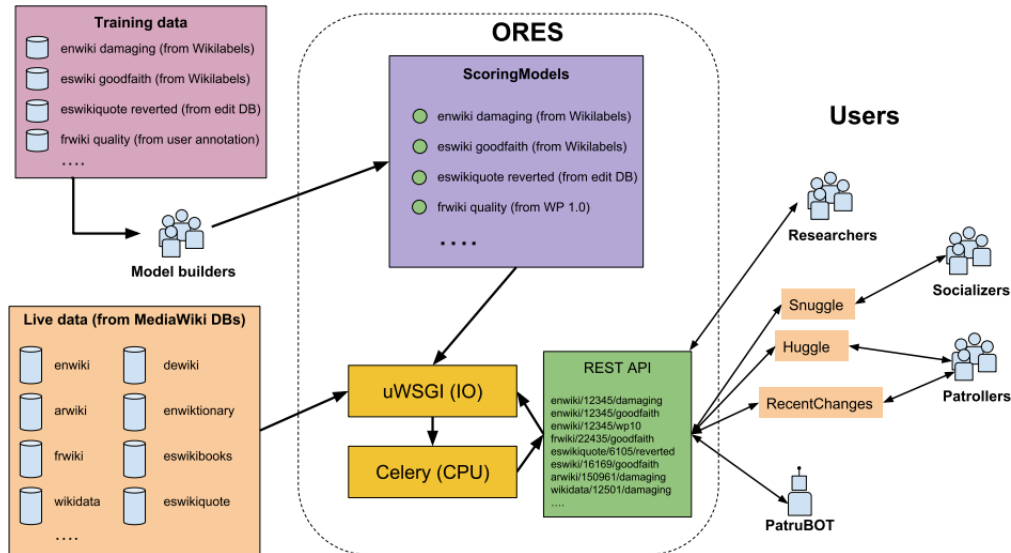 Training data
enwiki damaging (from Wikilabels)
eswiki goodfaith (from Wikilabels)
eswikiquote reverted (from edit DB)
frwiki quality (from user annotation)
....
Model builders
ORES
ScoringModels
enwiki damaging (from Wikilabels)
eswiki goodfaith (from Wikilabels)
eswikiquote reverted (from edit DB)
frwiki quality (from WP 1.0)
....
Live data (from MediaWiki DBs)
enwiki
dewiki
arwiki
enwiktionary
frwiki
eswikibooks
wikidata
eswikiquote
....
uWSGI (IO)
Celery (CPU)
REST API
enwiki/12345/damaging
enwiki/12345/goodfaith
enwiki/12345/wp10
frwiki/22435/goodfaith
eswikiquote/6105/reverted
eswiki/16169/goodfaith
arwiki/150961/damaging
wikidata/12501/damaging
....
Users
Researchers
Snuggle
Socializers
Huggle
RecentChanges
Patrollers
PatruBOT